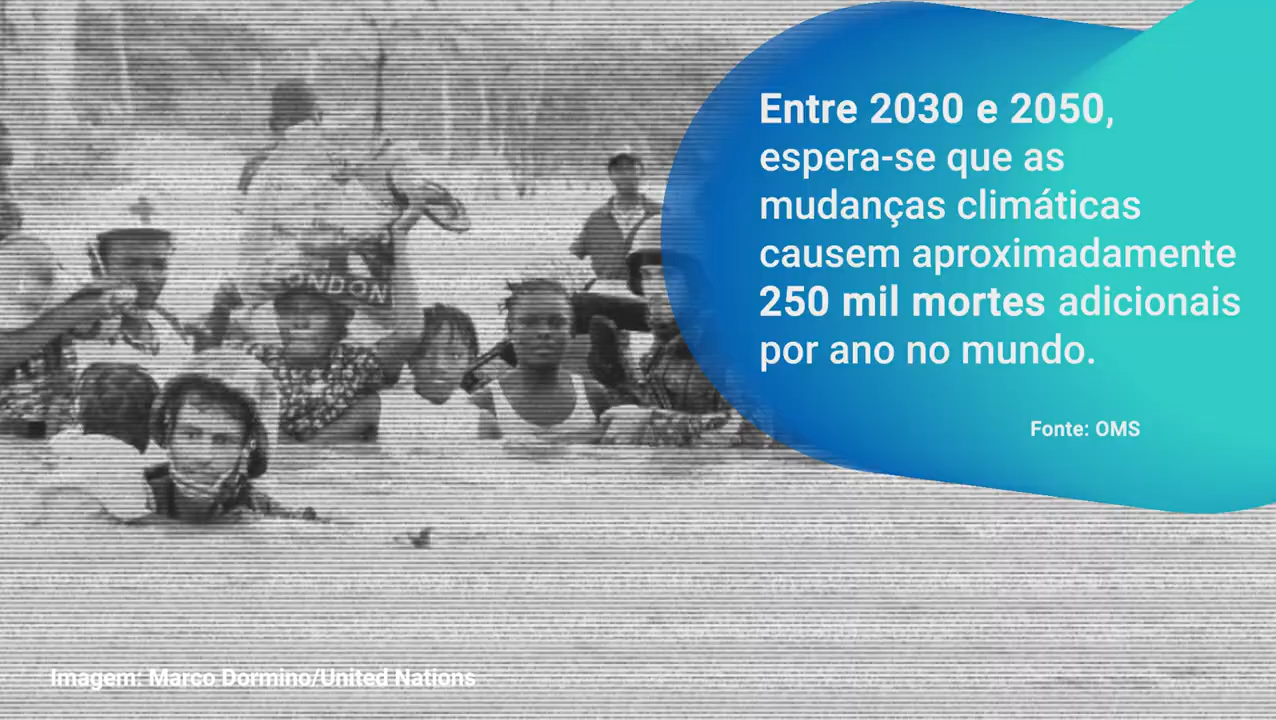 Entre 2030 e 2050,
espera-se que as
mudanças climáticas
causem aproximadamente
250 mil mortes adicionais
por ano no mundo.
Fonte: OMS
LONDON
Imagem: Marco Dormino/United Nations